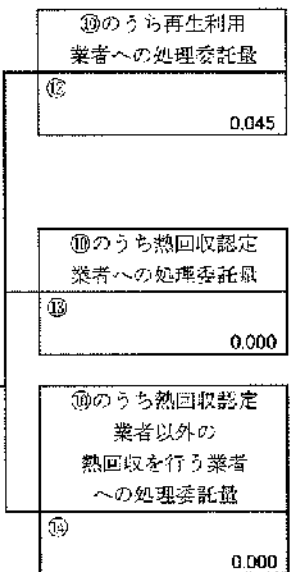 ⑩のうち再生利用
業者への処理委託量
⑫
0.045
⑩のうち熱回収認定
業者への処理委託量
⑬
0.000
⑩のうち熱回収認定
業者以外の
熱回収を行う業者
への処理委託量
⑭
0.000